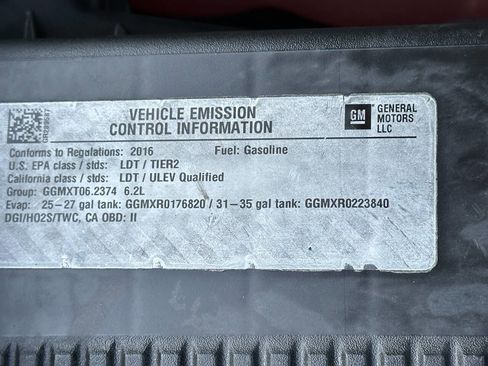 VEHICLE EMISSION
CONTROL INFORMATION
GM
GENERAL
MOTORS
LLC
Conforms to Regulations: 2016 Fuel: Gasoline
U.S. EPA class / stds: LDT / TIER2
California class / stds: LDT / ULEV Qualified
Group: GGMXT06.2374 6.2L
Evap: 25-27 gal tank: GGMXR0176820 / 31-35 gal tank: GGMXR0223840
DGI/HO2S/TWC, CA OBD: II